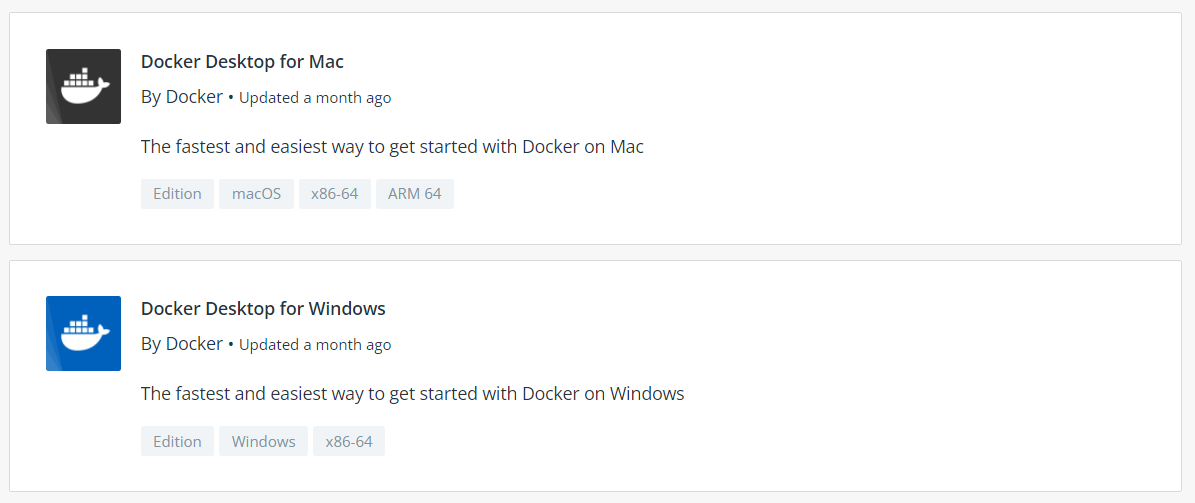 Docker Desktop for Mac
By Docker • Updated a month ago
The fastest and easiest way to get started with Docker on Mac
Edition macOS x86-64 ARM 64
Docker Desktop for Windows
By Docker • Updated a month ago
The fastest and easiest way to get started with Docker on Windows
Edition Windows x86-64